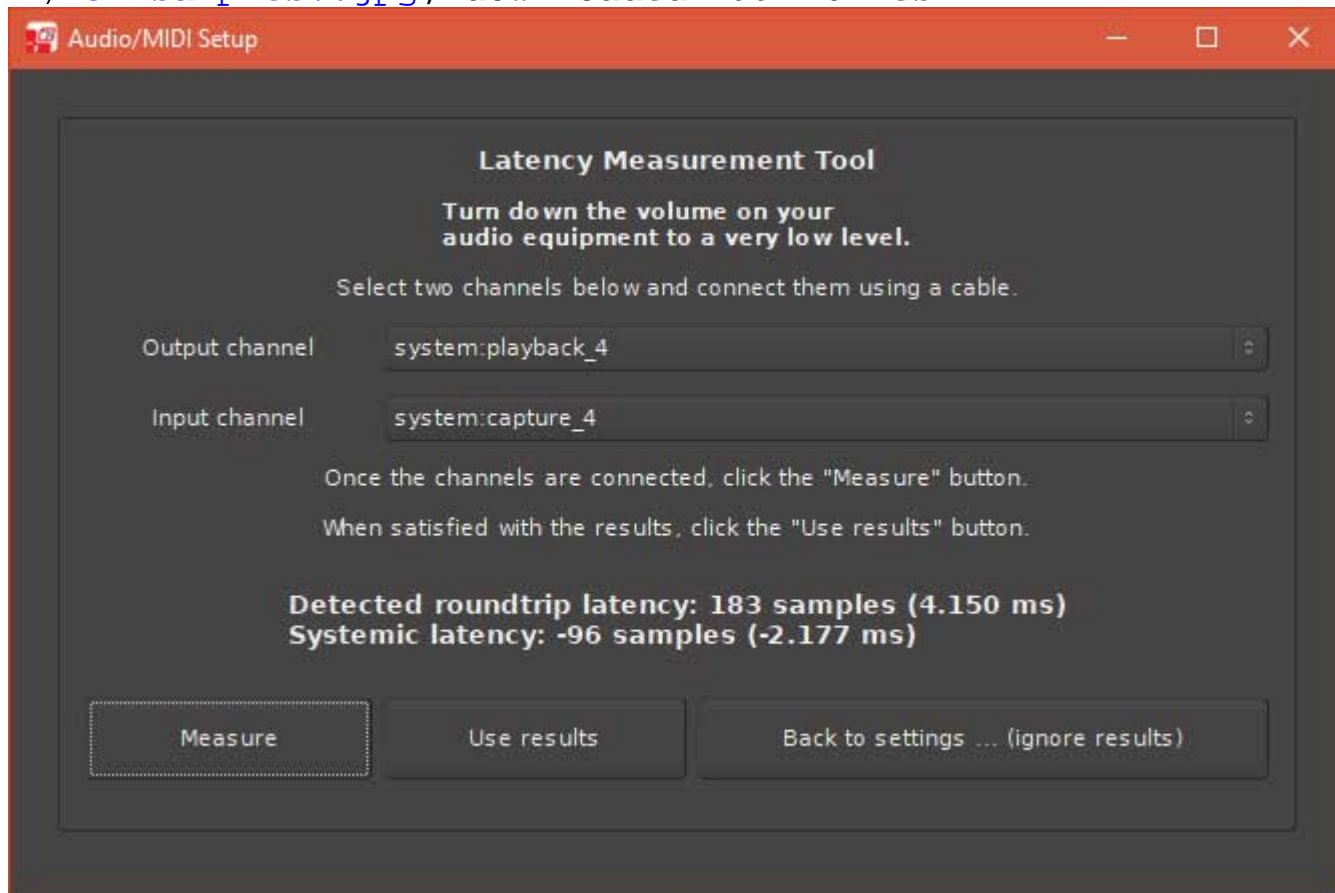 Audio/MIDI Setup
Latency Measurement Tool
Turn down the volume on your
audio equipment to a very low level.
Select two channels below and connect them using a cable.
Output channel system:playback_4
Input channel system:capture_4
Once the channels are connected, click the "Measure" button.
When satisfied with the results, click the "Use results" button.
Detected roundtrip latency: 183 samples (4.150 ms)
Systemic latency: -96 samples (-2.177 ms)
Measure Use results Back to settings ... (ignore results)